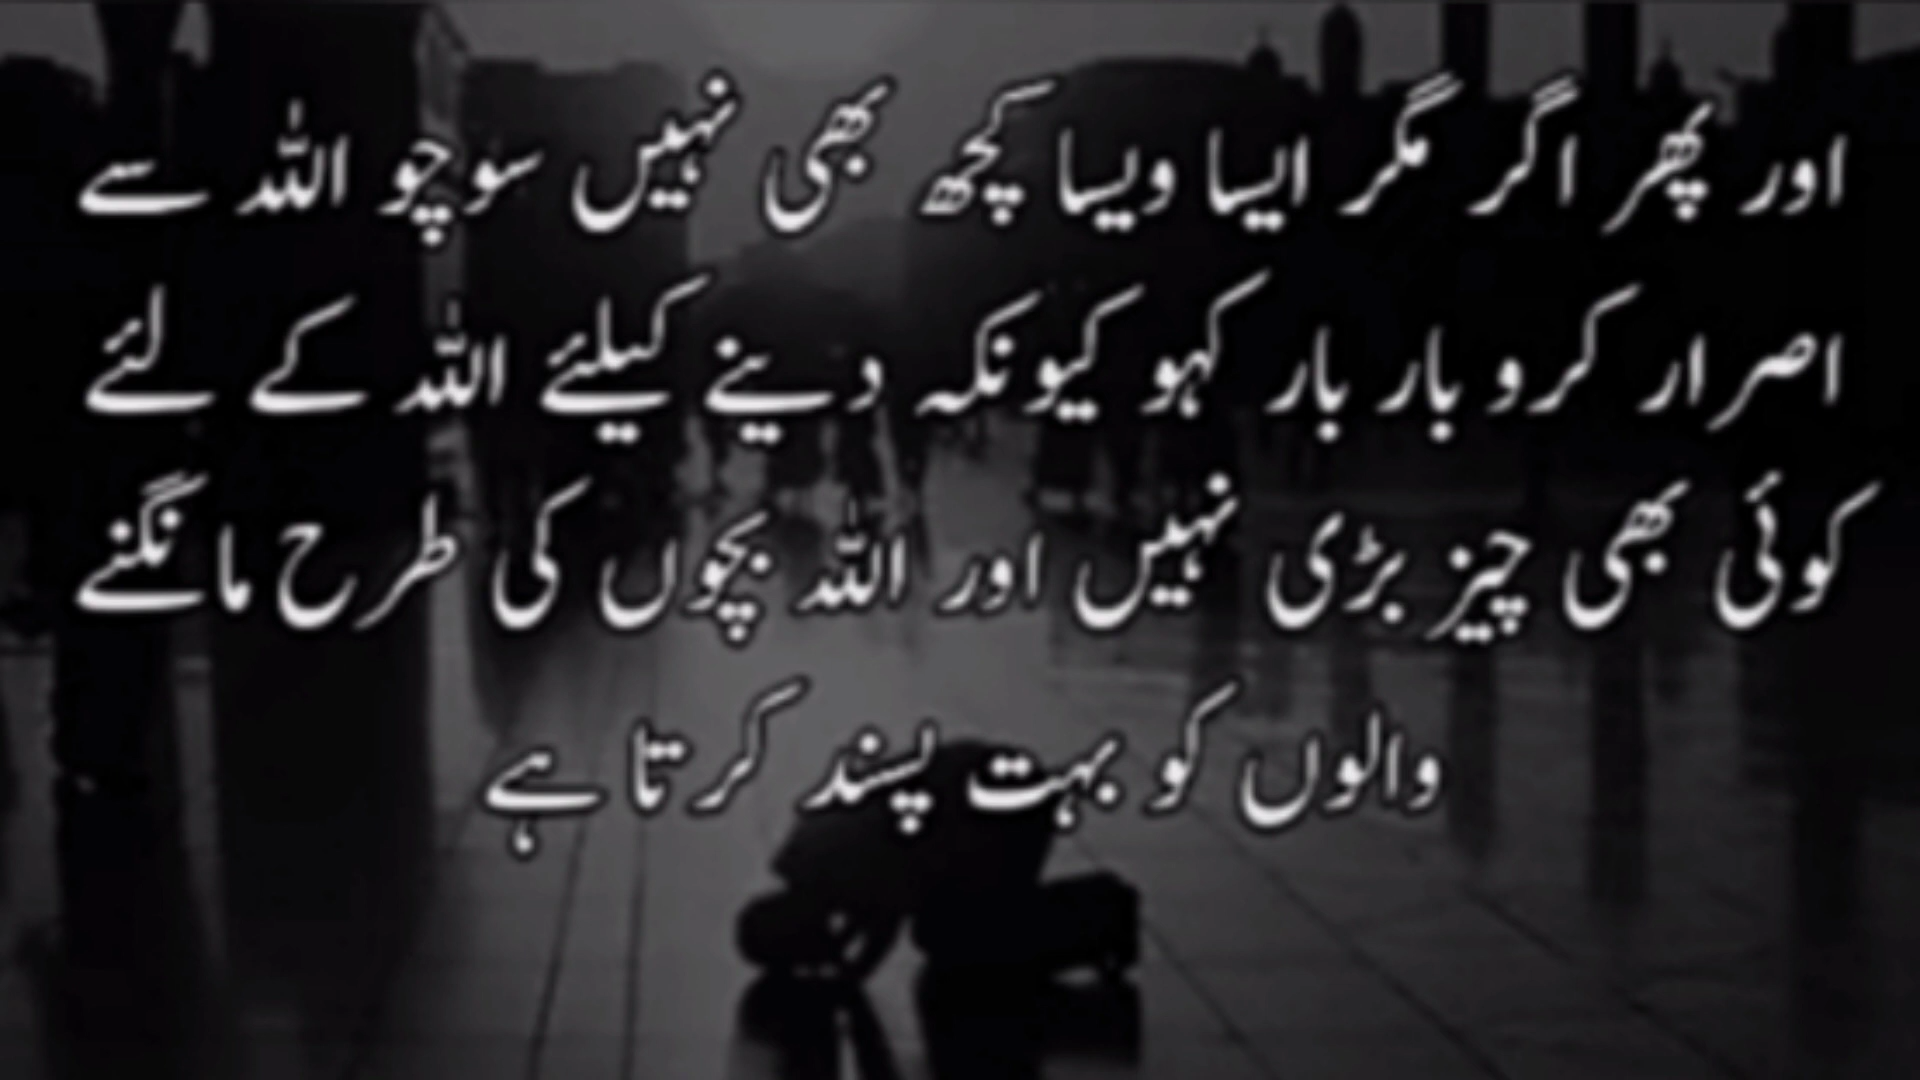 اور پھر اگر مگر ایسا ویسا کچھ بھی نہیں سوچو اللہ سے
اصرار کرو بار بار کہو کیونکہ دینے کیلئے اللہ کے لئے
کوئی بھی چیز بڑی نہیں اور اللہ بچوں کی طرح مانگنے
والوں کو بہت پسند کرتا ہے